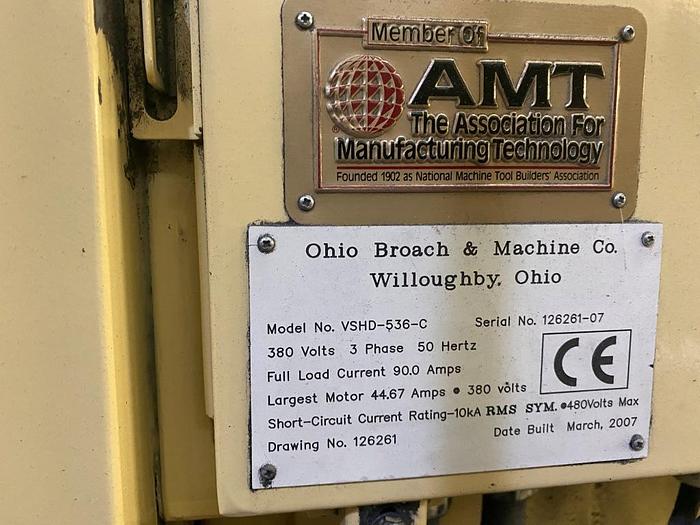 Member Of
AMT
The Association For
Manufacturing Technology
Founded 1902 as National Machine Tool Builders' Association
®
Ohio Broach & Machine Co.
Willoughby, Ohio
Model No. VSHD-536-C Serial No. 126261-07
380 Volts 3 Phase 50 Hertz
Full Load Current 90.0 Amps
Largest Motor 44.67 Amps @ 380 volts
CE
Short-Circuit Current Rating-10kA RMS SYM. @480Volts Max
Drawing No. 126261 Date Built March, 2007